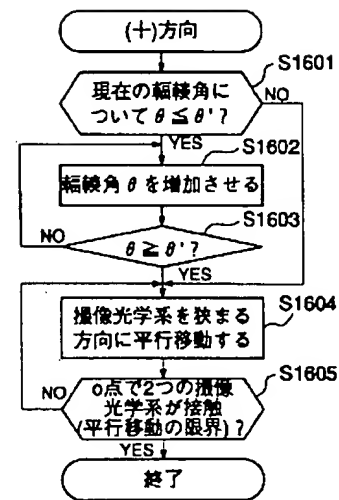 (+)方向
S1601
現在の輻輳角に
ついてθ≦θ'?
NO
YES
S1602
輻輳角θを増加させる
S1603
NO
θ≧θ'?
YES
S1604
撮像光学系を狭まる
方向に平行移動する
S1605
NO
o点で2つの撮像
光学系が接触
(平行移動の限界)?
YES
終了